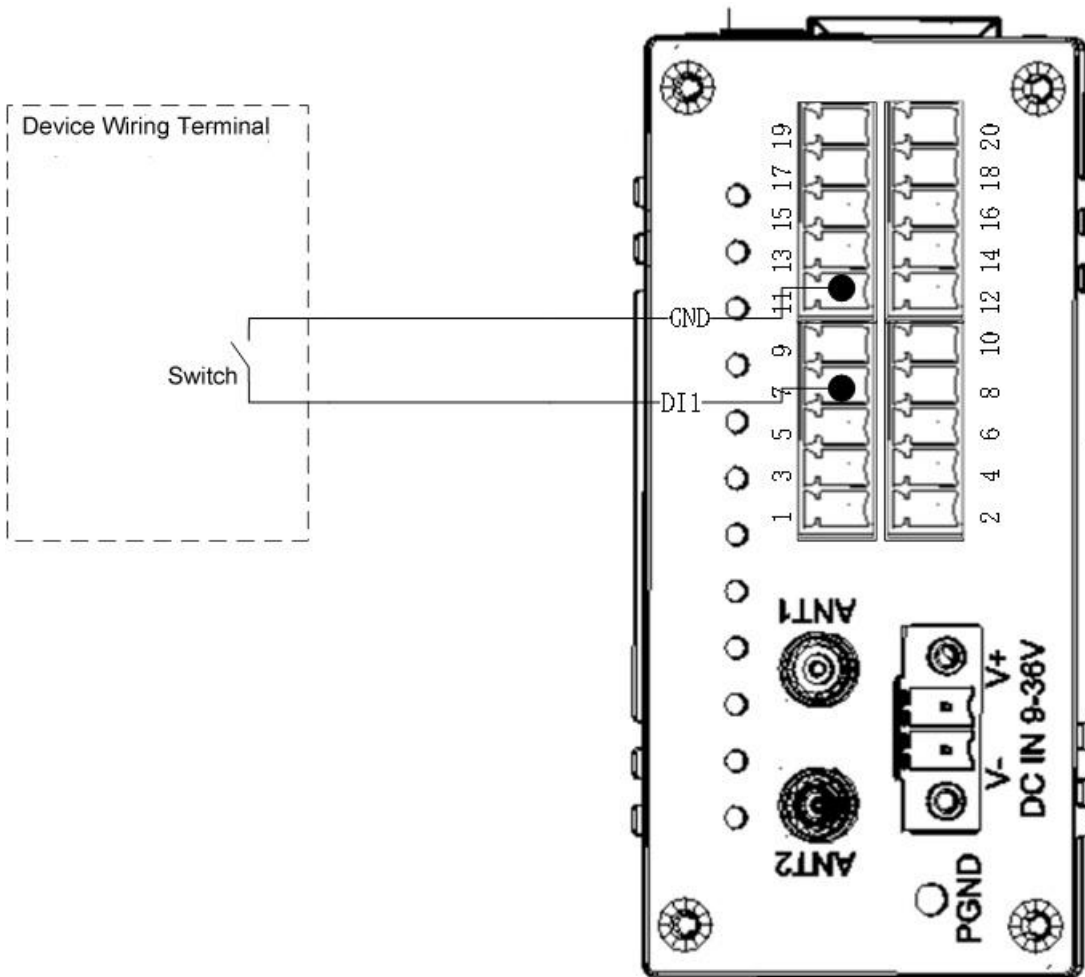 Device Wiring Terminal
Switch
GND
DI1
19
17
15
13
11
9
7
5
3
1
20
18
16
14
12
10
8
6
4
2
ANT1
ANT2
V+
V-
DC IN 9-36V
PGND